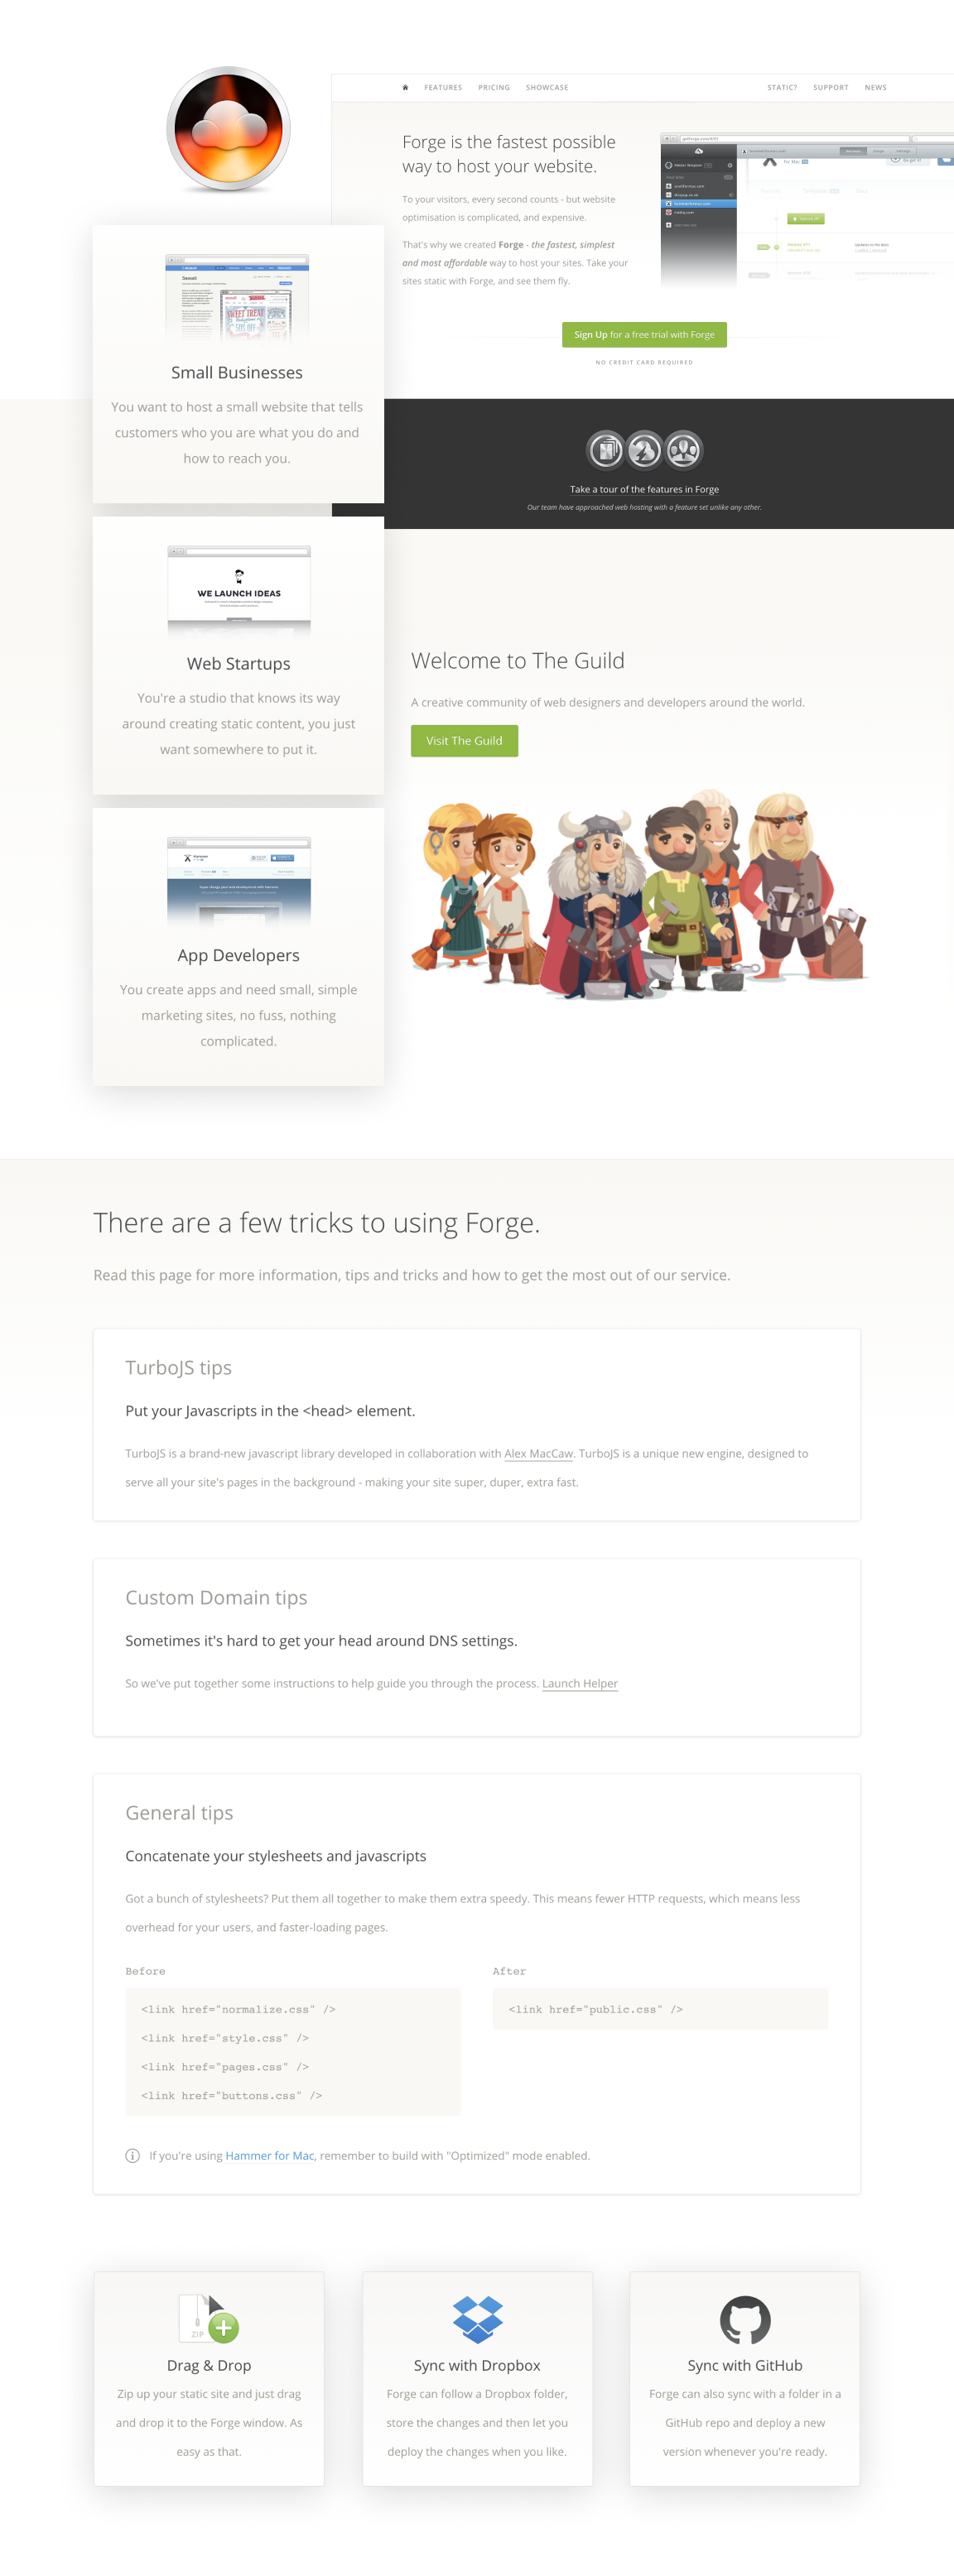 FEATURES PRICING SHOWCASE
STATIC? SUPPORT NEWS
Forge is the fastest possible
way to host your website.
To your visitors, every second counts - but website
optimisation is complicated, and expensive.
That's why we created Forge - the fastest, simplest
and most affordable way to host your sites. Take your
sites static with Forge, and see them fly.
Sign Up for a free trial with Forge
NO CREDIT CARD REQUIRED
SWEET TREAT
50% OFF
Small Businesses
You want to host a small website that tells
customers who you are what you do and
how to reach you.
Take a tour of the features in Forge
Our team have approached web hosting with a feature set unlike any other.
WE LAUNCH IDEAS
Web Startups
You're a studio that knows its way
around creating static content, you just
want somewhere to put it.
Welcome to The Guild
A creative community of web designers and developers around the world.
Visit The Guild
App Developers
You create apps and need small, simple
marketing sites, no fuss, nothing
complicated.
There are a few tricks to using Forge.
Read this page for more information, tips and tricks and how to get the most out of our service.
TurboJS tips
Put your Javascripts in the <head> element.
TurboJS is a brand-new javascript library developed in collaboration with Alex MacCaw. TurboJS is a unique new engine, designed to
serve all your site's pages in the background - making your site super, duper, extra fast.
Custom Domain tips
Sometimes it's hard to get your head around DNS settings.
So we've put together some instructions to help guide you through the process. Launch Helper
General tips
Concatenate your stylesheets and javascripts
Got a bunch of stylesheets? Put them all together to make them extra speedy. This means fewer HTTP requests, which means less
overhead for your users, and faster-loading pages.
Before
<link href="normalize.css" />
<link href="style.css" />
<link href="pages.css" />
<link href="buttons.css" />
After
<link href="public.css" />
If you're using Hammer for Mac, remember to build with "Optimized" mode enabled.
ZIP
Drag & Drop
Zip up your static site and just drag
and drop it to the Forge window. As
easy as that.
Sync with Dropbox
Forge can follow a Dropbox folder,
store the changes and then let you
deploy the changes when you like.
Sync with GitHub
Forge can also sync with a folder in a
GitHub repo and deploy a new
version whenever you're ready.